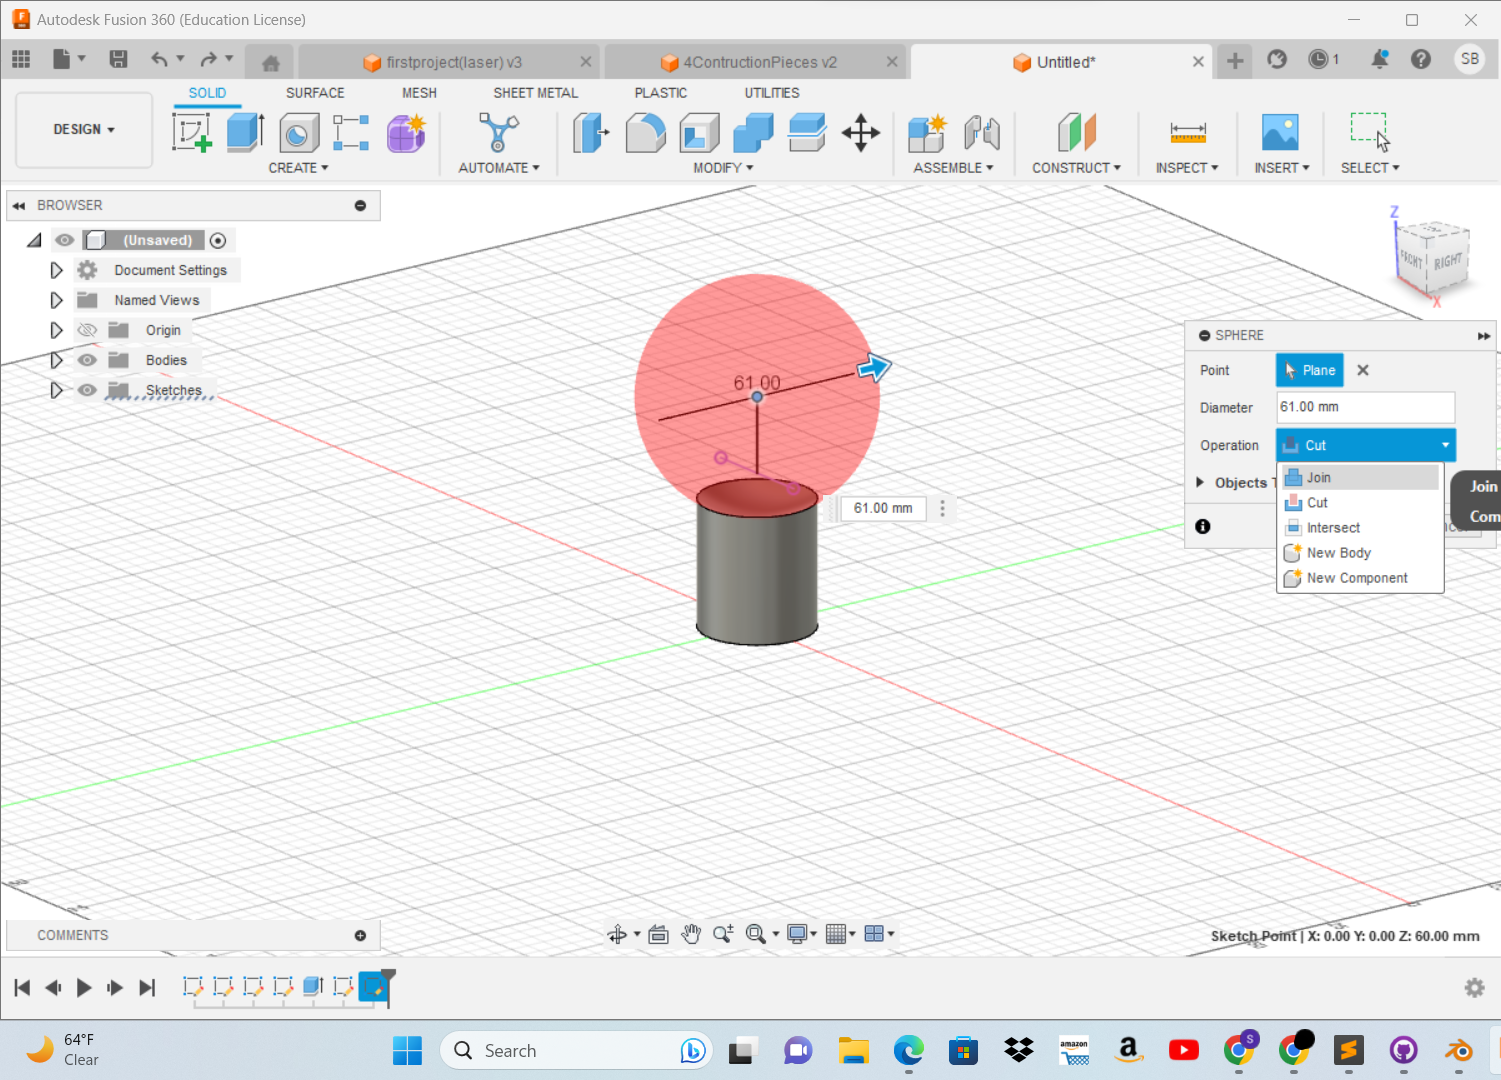 Autodesk Fusion 360 (Education License)
firstproject(laser) v3
4ContructionPieces v2
Untitled*
1
SB
DESIGN
SOLID
SURFACE
MESH
SHEET METAL
PLASTIC
UTILITIES
CREATE
AUTOMATE
MODIFY
ASSEMBLE
CONSTRUCT
INSPECT
INSERT
SELECT
BROWSER
(Unsaved)
Document Settings
Named Views
Origin
Bodies
Sketches
Z
FRONT
RIGHT
X
61.00
61.00 mm
SPHERE
Point
Plane
Diameter
61.00 mm
Operation
Cut
Join
Cut
Intersect
New Body
New Component
Objects
Join
Com
COMMENTS
Sketch Point | X: 0.00 Y: 0.00 Z: 60.00 mm
64°F
Clear
Search
amazon
a
S